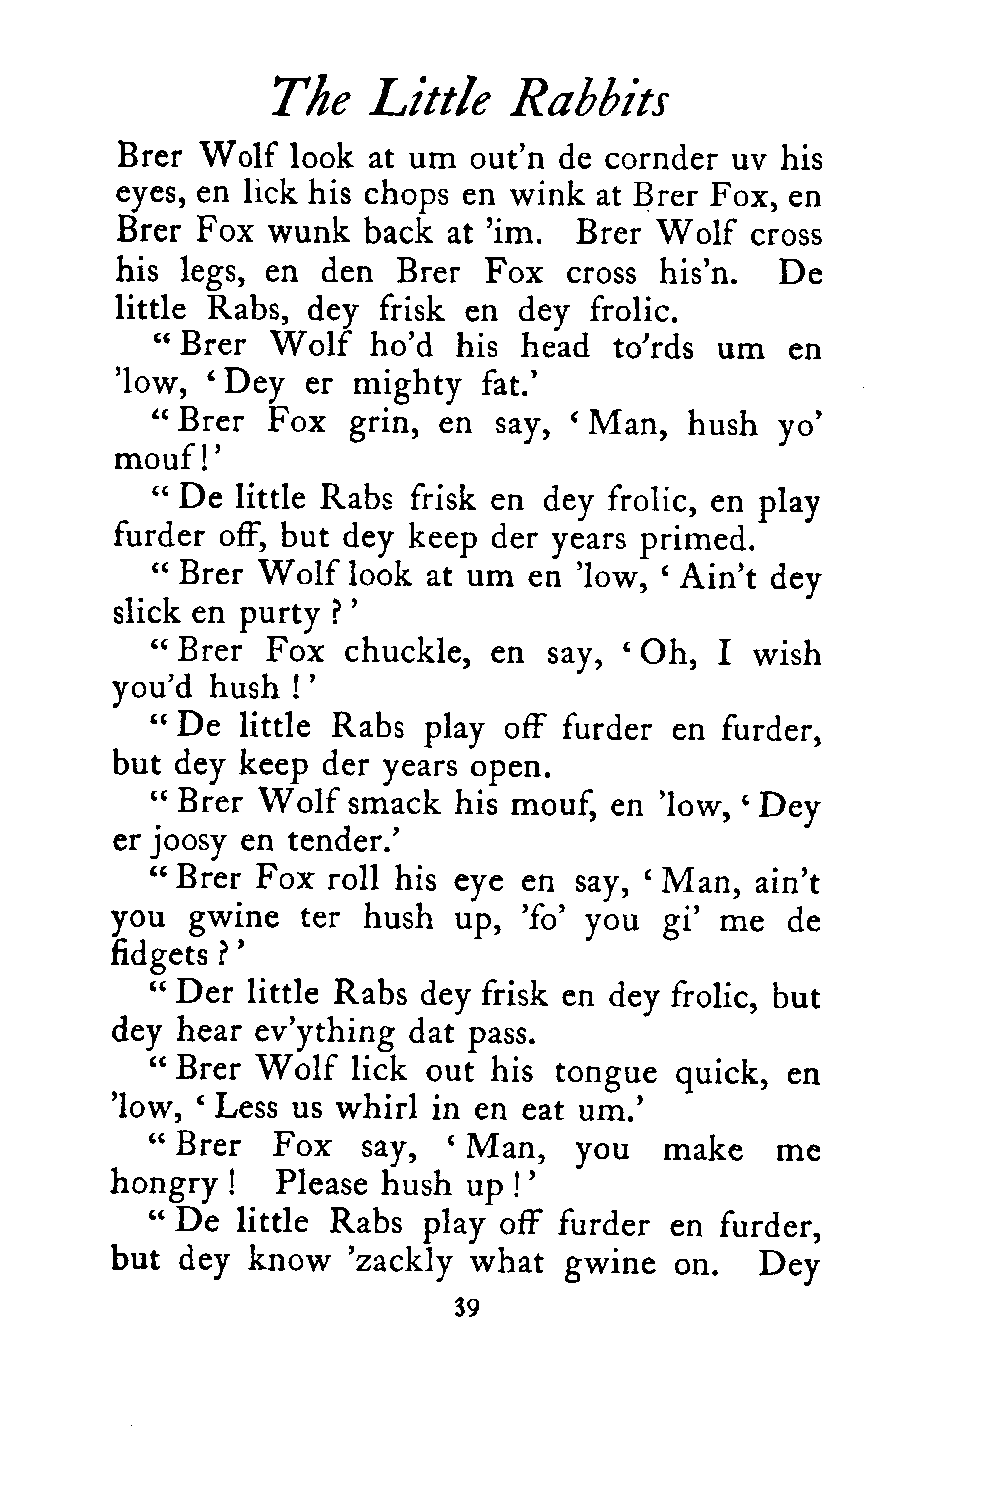 The Little Rabbits
Brer Wolf look at um out'n de cornder uv his
eyes, en lick his chops en wink at Brer Fox, en
Brer Fox wunk back at 'im. Brer Wolf cross
his legs, en den Brer Fox cross his'n. De
little Rabs, dey frisk en dey frolic.
“ Brer Wolf ho'd his head to'rds um en
'low, ‘ Dey er mighty fat.’
“ Brer Fox grin, en say, ‘ Man, hush yo'
mouf!’
“ De little Rabs frisk en dey frolic, en play
furder off, but dey keep der years primed.
“ Brer Wolf look at um en 'low, ‘ Ain't dey
slick en purty ? ’
“ Brer Fox chuckle, en say, ‘ Oh, I wish
you'd hush ! ’
“ De little Rabs play off furder en furder,
but dey keep der years open.
“ Brer Wolf smack his mouf, en 'low, ‘ Dey
er joosy en tender.’
“ Brer Fox roll his eye en say, ‘ Man, ain't
you gwine ter hush up, 'fo' you gi' me de
fidgets ? ’
“ Der little Rabs dey frisk en dey frolic, but
dey hear ev'ything dat pass.
“ Brer Wolf lick out his tongue quick, en
'low, ‘ Less us whirl in en eat um.’
“ Brer Fox say, ‘ Man, you make me
hongry ! Please hush up ! ’
“ De little Rabs play off furder en furder,
but dey know 'zackly what gwine on. Dey
39